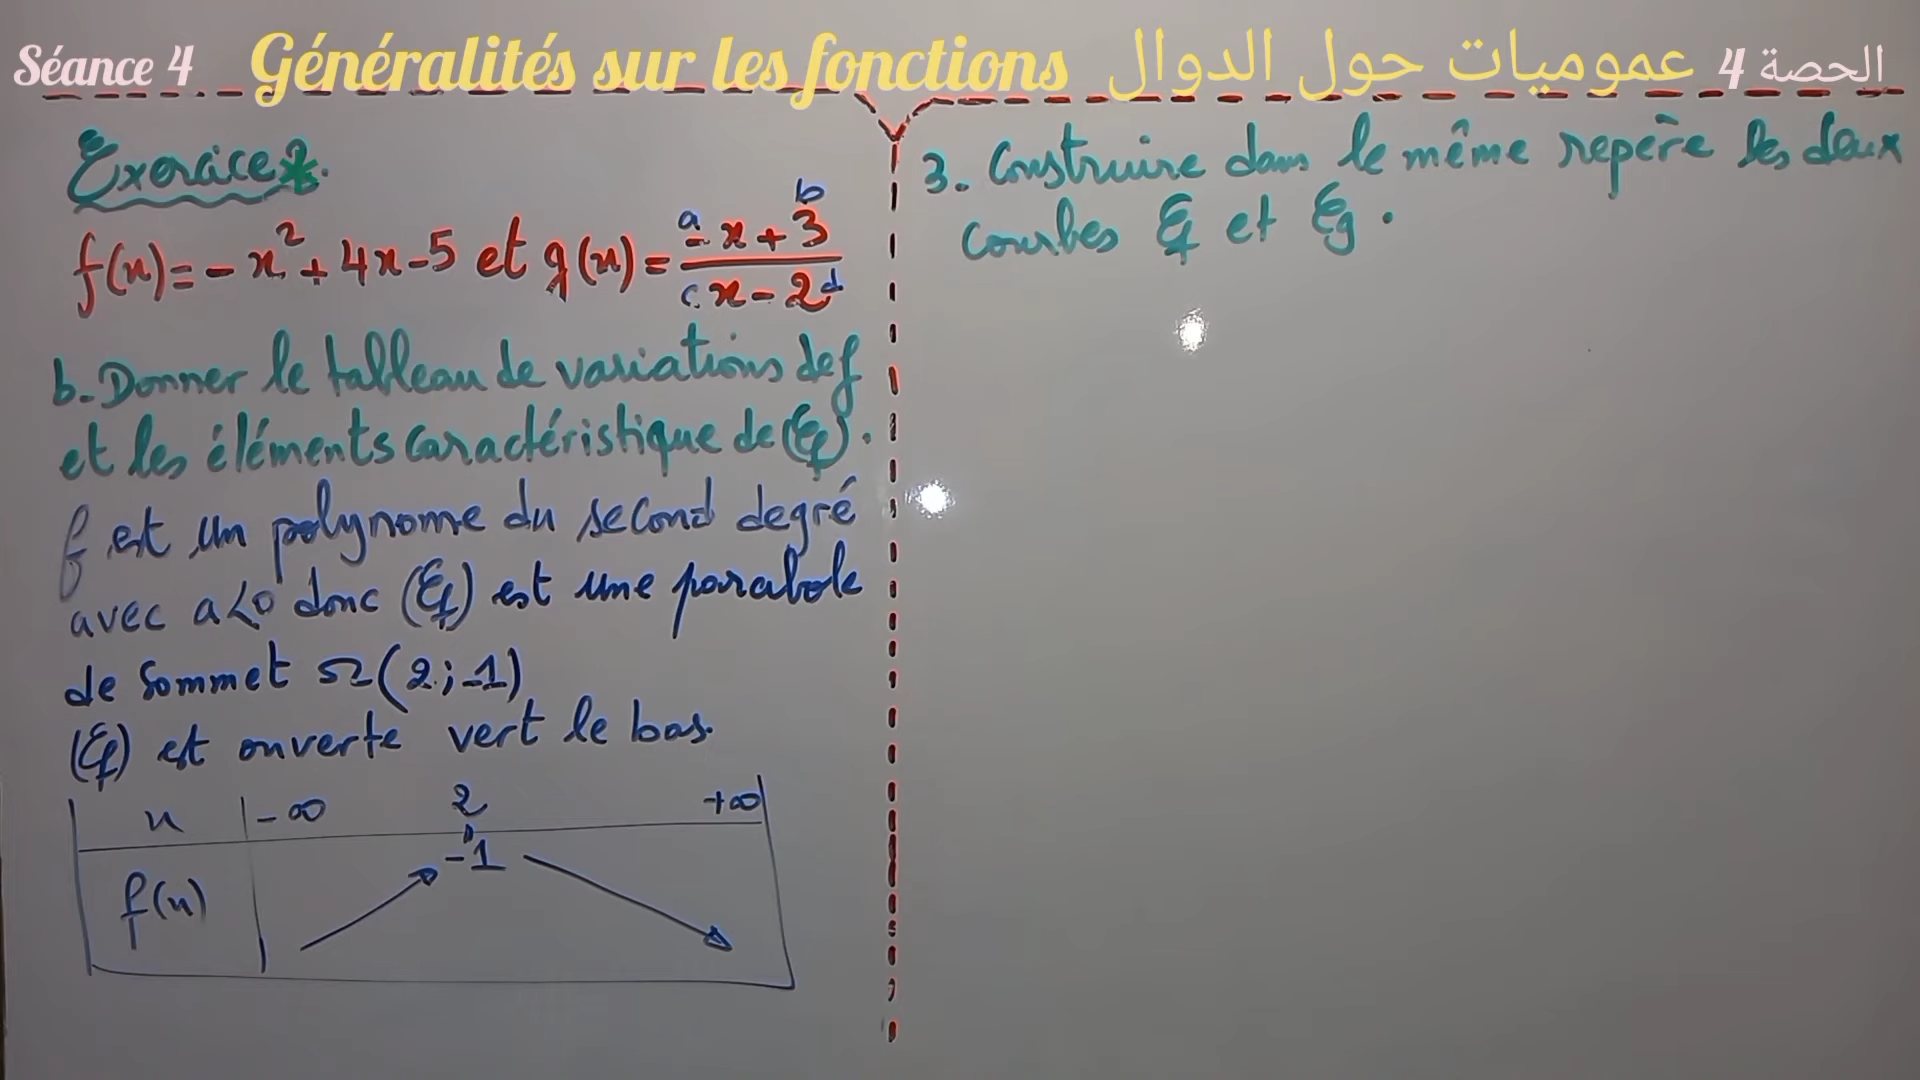 Séance 4 Généralités sur les fonctions عموميات حول الدوال الحصة 4
Exercice
f(x) = -x² + 4x - 5 et g(x) = (-x + 3)/(x - 2)
a b
c d
b. Donner le tableau de variations de f
et les éléments caractéristique de (Cf).
f est un polynome du second degré
avec a<0 donc (Cf) est une parabole
de sommet Ω(2;-1)
(Cf) est ouverte vert le bas.
x -∞ 2 +∞
f(x) -1
3. Construire dans le même repère les deux
courbes Cf et Cg.